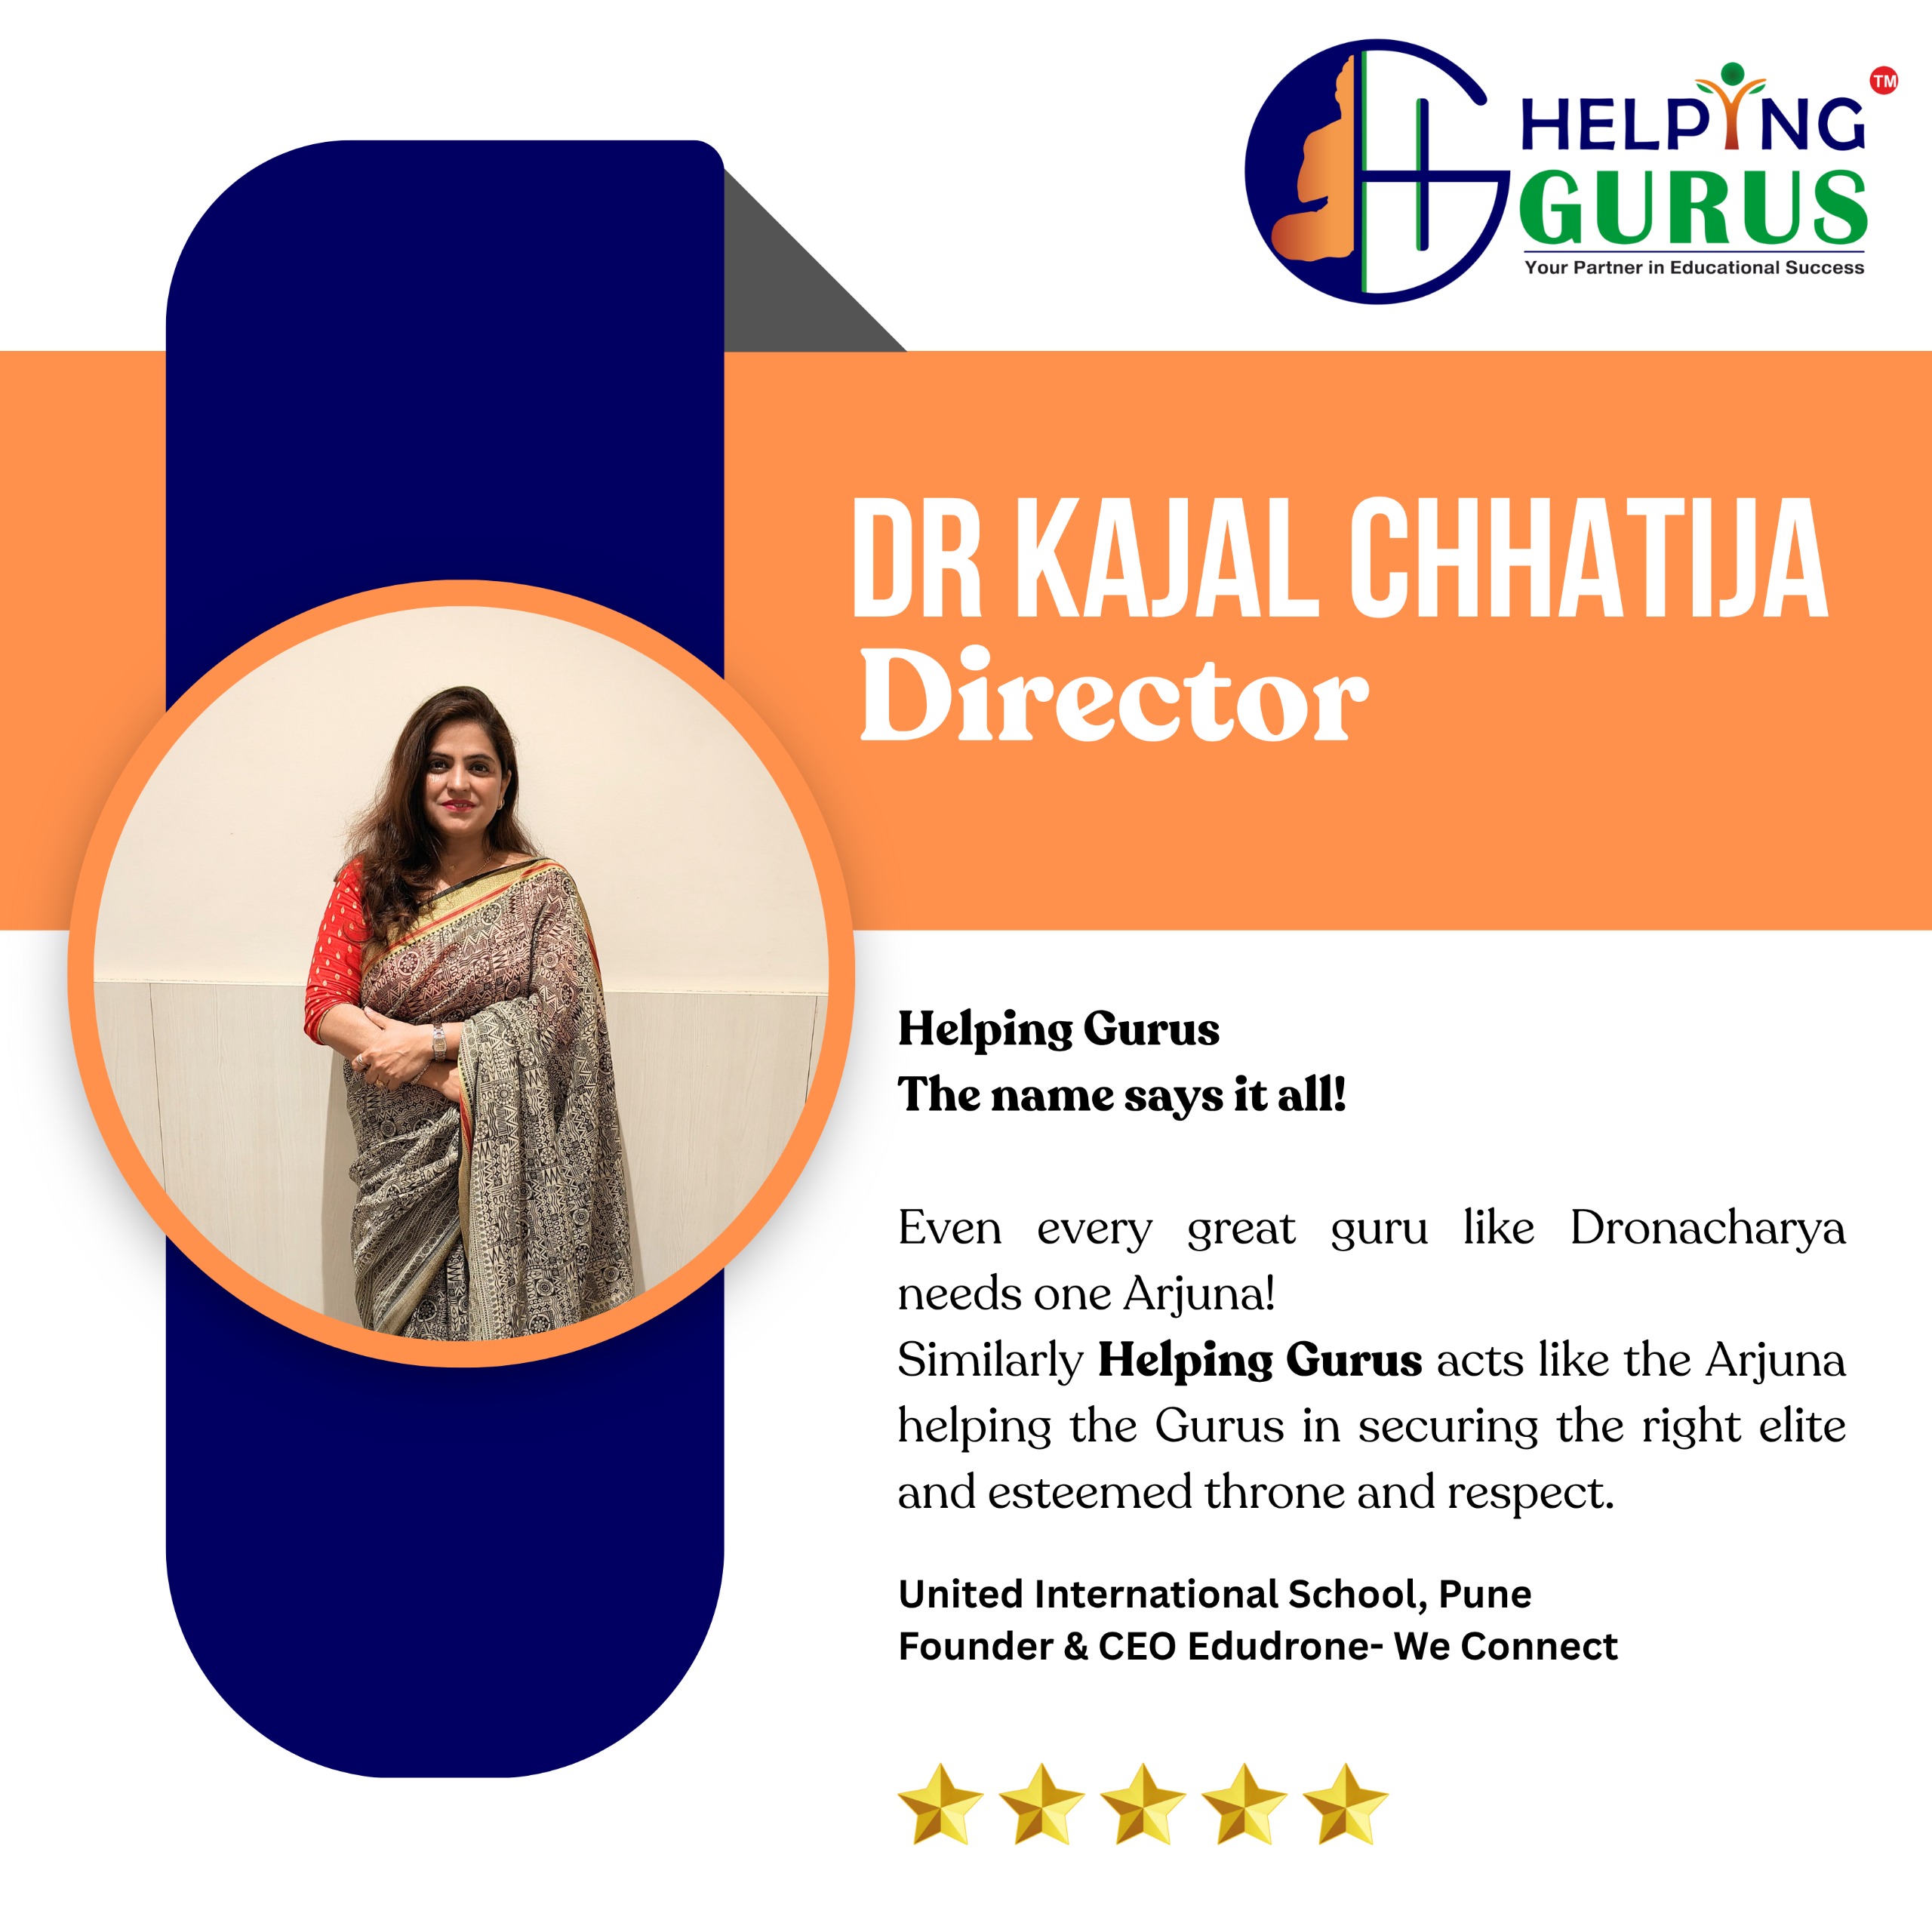 HELPING
TM
GURUS
Your Partner in Educational Success
DR KAJAL CHHATIJA
Director
Helping Gurus
The name says it all!
Even every great guru like Dronacharya
needs one Arjuna!
Similarly Helping Gurus acts like the Arjuna
helping the Gurus in securing the right elite
and esteemed throne and respect.
United International School, Pune
Founder & CEO Edudrone- We Connect